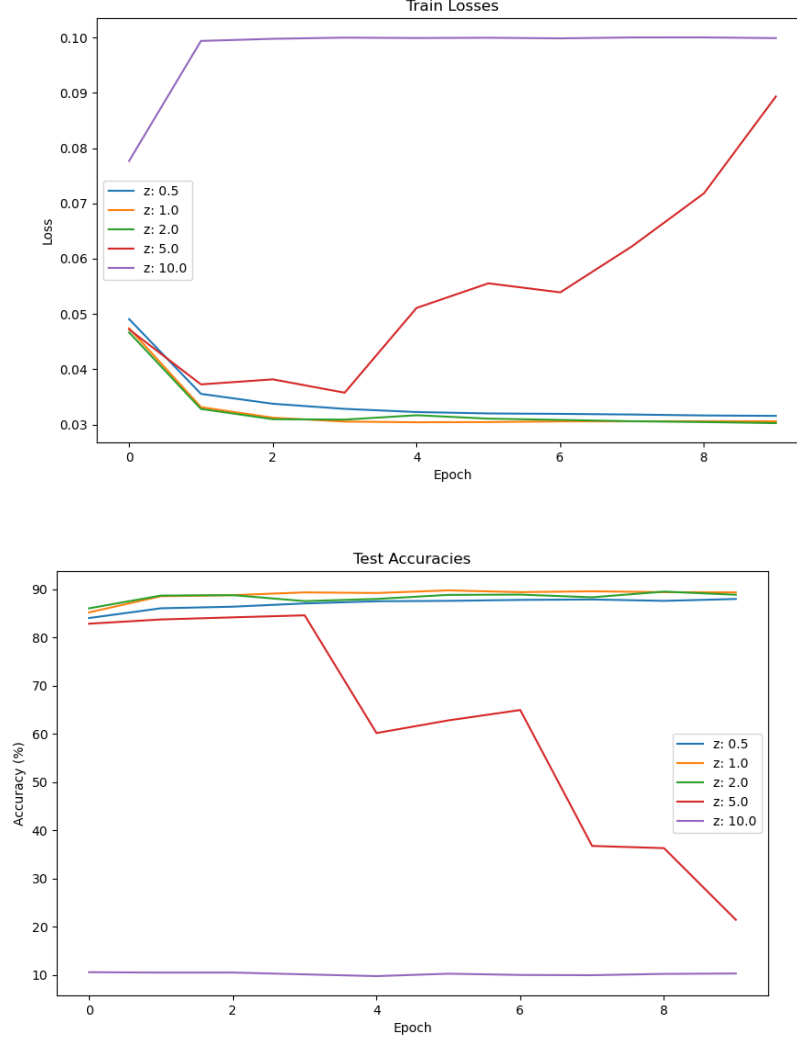 Train Losses
0.10
0.09
0.08
0.07
0.06
0.05
0.04
0.03
Loss
z: 0.5
z: 1.0
z: 2.0
z: 5.0
z: 10.0
0 2 4 6 8
Epoch
Test Accuracies
90
80
70
60
50
40
30
20
10
Accuracy (%)
z: 0.5
z: 1.0
z: 2.0
z: 5.0
z: 10.0
0 2 4 6 8
Epoch